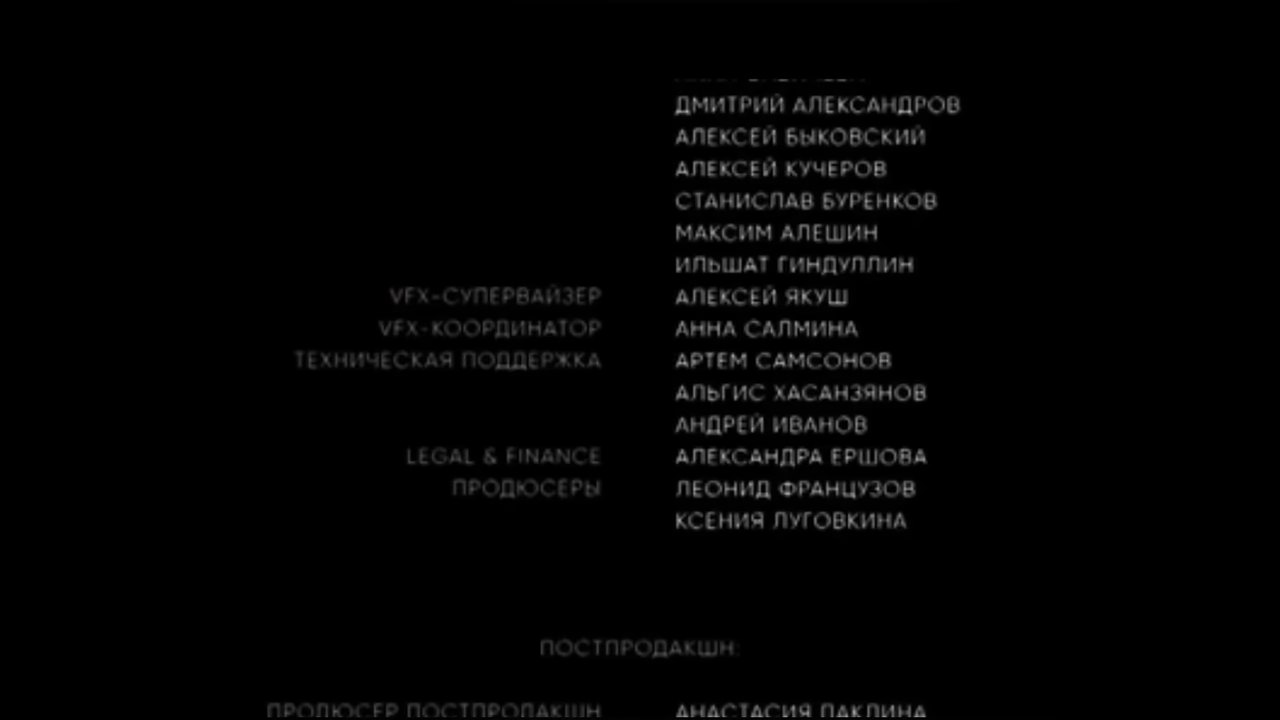 ДМИТРИЙ АЛЕКСАНДРОВ
АЛЕКСЕЙ БЫКОВСКИЙ
АЛЕКСЕЙ КУЧЕРОВ
СТАНИСЛАВ БУРЕНКОВ
МАКСИМ АЛЕШИН
ИЛЬШАТ ГИНДУЛЛИН
VFX-СУПЕРВАЙЗЕР АЛЕКСЕЙ ЯКУШ
VFX-КООРДИНАТОР АННА САЛМИНА
ТЕХНИЧЕСКАЯ ПОДДЕРЖКА АРТЕМ САМСОНОВ
АЛЬГИС ХАСАНЗЯНОВ
АНДРЕЙ ИВАНОВ
LEGAL & FINANCE АЛЕКСАНДРА ЕРШОВА
ПРОДЮСЕРЫ ЛЕОНИД ФРАНЦУЗОВ
КСЕНИЯ ЛУГОВКИНА
ПОСТПРОДАКШН:
ПРОДЮСЕР ПОСТПРОДАКШН АНАСТАСИЯ ПАКЛИНА